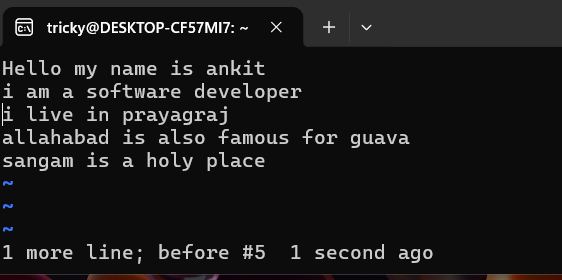 tricky@DESKTOP-CF57MI7: ~
Hello my name is ankit
i am a software developer
i live in prayagraj
allahabad is also famous for guava
sangam is a holy place
~
~
~
1 more line; before #5  1 second ago